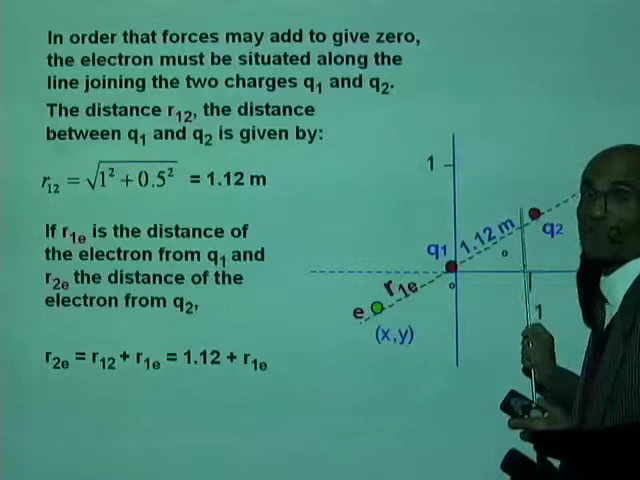 In order that forces may add to give zero,
the electron must be situated along the
line joining the two charges q₁ and q₂.
The distance r₁₂, the distance
between q₁ and q₂ is given by:
r₁₂ = √(1² + 0.5²) = 1.12 m
If r₁ₑ is the distance of
the electron from q₁ and
r₂ₑ the distance of the
electron from q₂,
r₂ₑ = r₁₂ + r₁ₑ = 1.12 + r₁ₑ
1
q₁
1.12 m
q₂
e
r₁ₑ
(x,y)
1